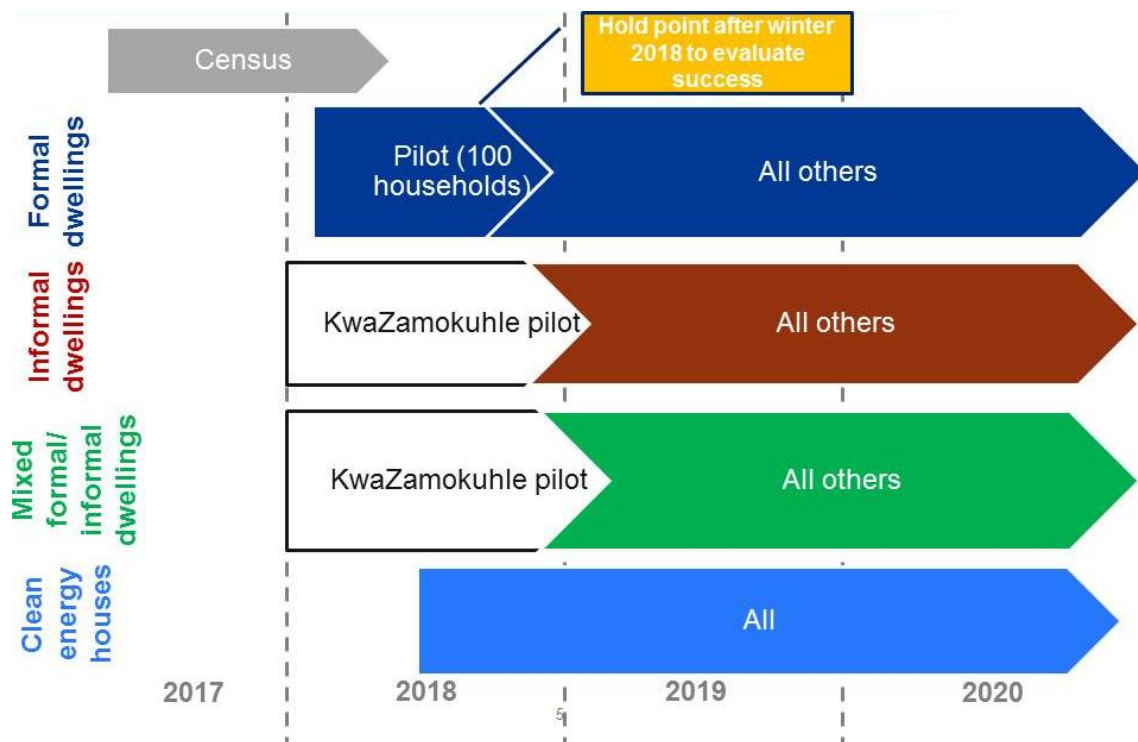 Census
Hold point after winter
2018 to evaluate
success
Formal
dwellings
Pilot (100
households)
All others
Informal
dwellings
KwaZamokuhle pilot
All others
Mixed
formal/
informal
dwellings
KwaZamokuhle pilot
All others
Clean
energy
houses
All
2017
2018
2019
2020
5